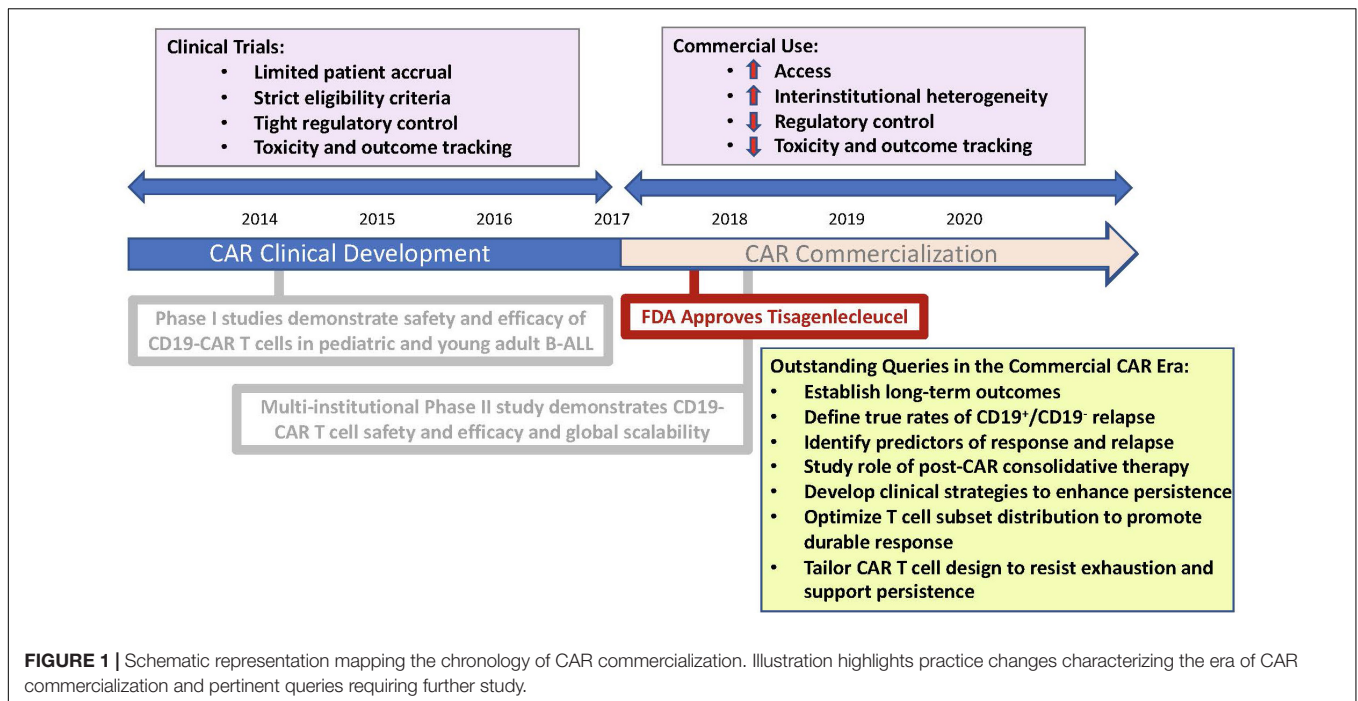 Clinical Trials:
• Limited patient accrual
• Strict eligibility criteria
• Tight regulatory control
• Toxicity and outcome tracking
Commercial Use:
• Access
• Interinstitutional heterogeneity
• Regulatory control
• Toxicity and outcome tracking
2014 2015 2016 2017 2018 2019 2020
CAR Clinical Development CAR Commercialization
Phase I studies demonstrate safety and efficacy of
CD19-CAR T cells in pediatric and young adult B-ALL
FDA Approves Tisagenlecleucel
Multi-institutional Phase II study demonstrates CD19-
CAR T cell safety and efficacy and global scalability
Outstanding Queries in the Commercial CAR Era:
• Establish long-term outcomes
• Define true rates of CD19⁺/CD19⁻ relapse
• Identify predictors of response and relapse
• Study role of post-CAR consolidative therapy
• Develop clinical strategies to enhance persistence
• Optimize T cell subset distribution to promote
durable response
• Tailor CAR T cell design to resist exhaustion and
support persistence
FIGURE 1 | Schematic representation mapping the chronology of CAR commercialization. Illustration highlights practice changes characterizing the era of CAR
commercialization and pertinent queries requiring further study.